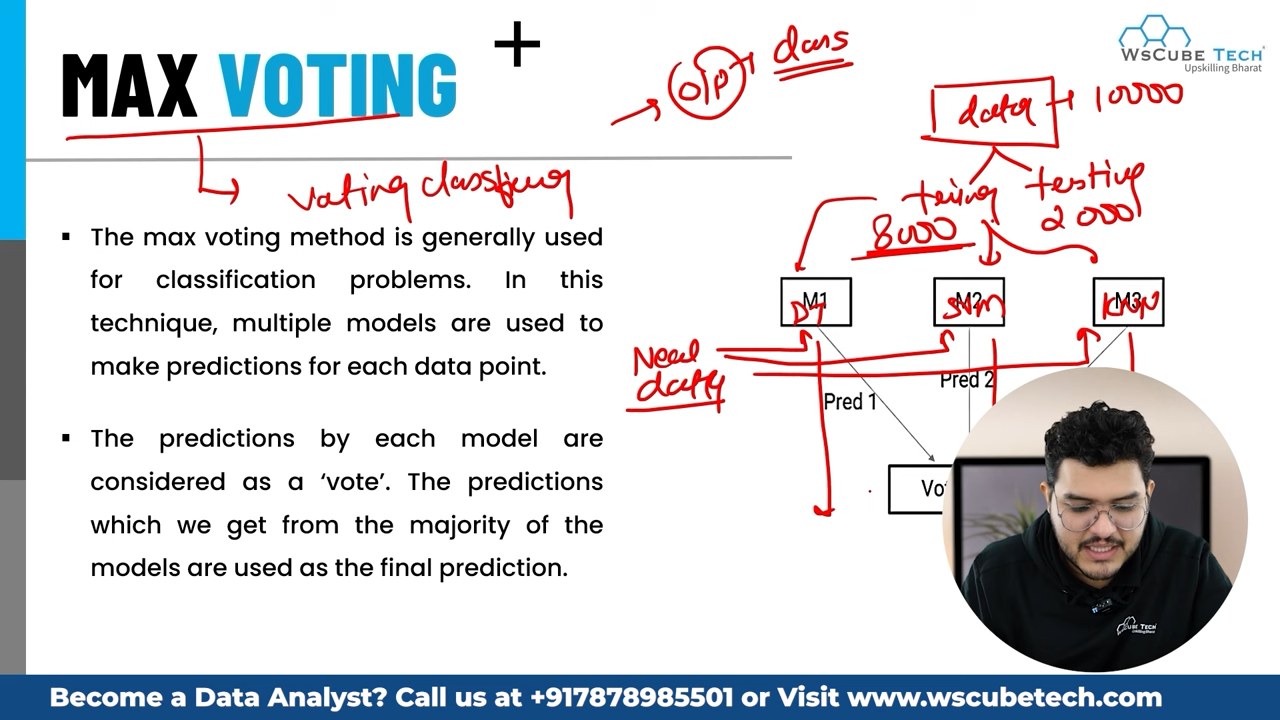 MAX VOTING
O/P → class
WsCube Tech
Upskilling Bharat
data → 10000
voting
testing
8000
2000
The max voting method is generally used
for classification problems. In this
technique, multiple models are used to
make predictions for each data point.
M1
M2
M3
DT
SVM
KNN
Need
data
Pred 1
Pred 2
The predictions by each model are
considered as a ‘vote’. The predictions
which we get from the majority of the
models are used as the final prediction.
Vot
Become a Data Analyst? Call us at +917878985501 or Visit www.wscubetech.com